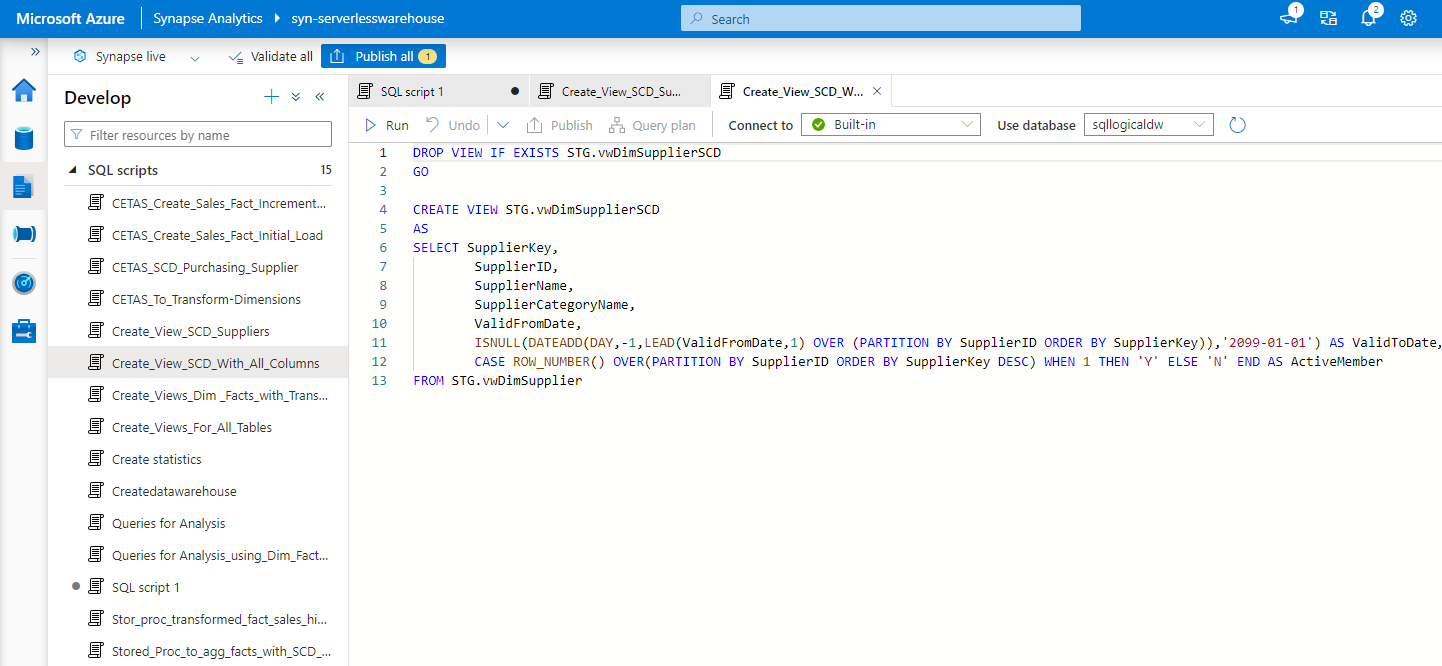 Microsoft Azure Synapse Analytics syn-serverlesswarehouse Search 1 2
» Synapse live Validate all Publish all 1
Develop
Filter resources by name
SQL scripts 15
CETAS_Create_Sales_Fact_Increment...
CETAS_Create_Sales_Fact_Initial_Load
CETAS_SCD_Purchasing_Supplier
CETAS_To_Transform-Dimensions
Create_View_SCD_Suppliers
Create_View_SCD_With_All_Columns
Create_Views_Dim _Facts_with_Trans...
Create_Views_For_All_Tables
Create statistics
Createdatawarehouse
Queries for Analysis
Queries for Analysis_using_Dim_Fact...
SQL script 1
Stor_proc_transformed_fact_sales_hi...
Stored_Proc_to_agg_facts_with_SCD_...
SQL script 1 Create_View_SCD_Su... Create_View_SCD_W...
Run Undo Publish Query plan Connect to Built-in Use database sqllogicaldw
1 DROP VIEW IF EXISTS STG.vwDimSupplierSCD
2 GO
3
4 CREATE VIEW STG.vwDimSupplierSCD
5 AS
6 SELECT SupplierKey,
7 SupplierID,
8 SupplierName,
9 SupplierCategoryName,
10 ValidFromDate,
11 ISNULL(DATEADD(DAY,-1,LEAD(ValidFromDate,1) OVER (PARTITION BY SupplierID ORDER BY SupplierKey)),'2099-01-01') AS ValidToDate,
12 CASE ROW_NUMBER() OVER(PARTITION BY SupplierID ORDER BY SupplierKey DESC) WHEN 1 THEN 'Y' ELSE 'N' END AS ActiveMember
13 FROM STG.vwDimSupplier